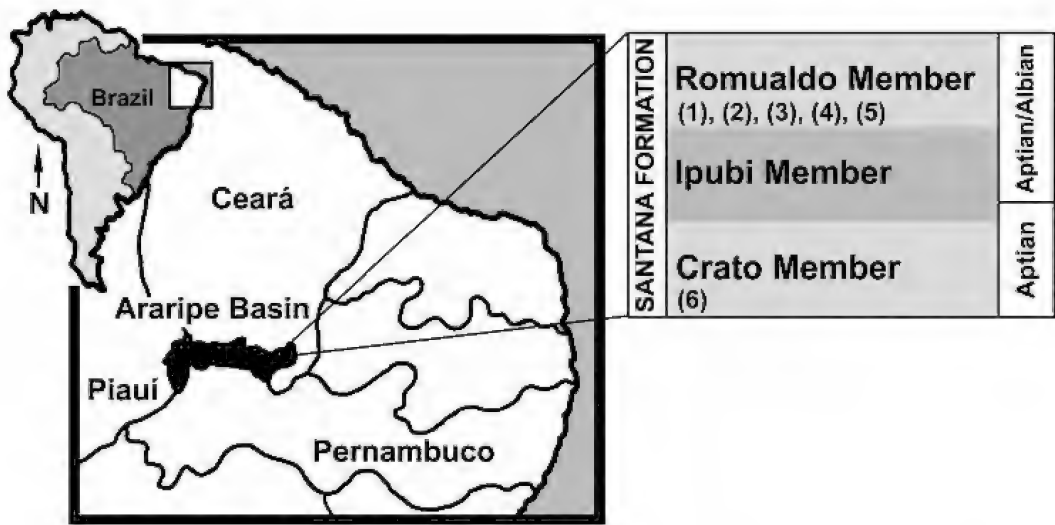 Brazil
N
Ceará
Araripe Basin
Piauí
Pernambuco
SANTANA FORMATION
Romualdo Member
(1), (2), (3), (4), (5)
Ipubi Member
Crato Member
(6)
Aptian/Albian
Aptian